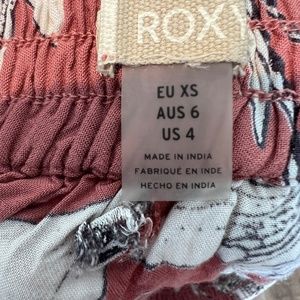 ROXY
EU XS
AUS 6
US 4
MADE IN INDIA
FABRIQUÉ EN INDE
HECHO EN INDIA